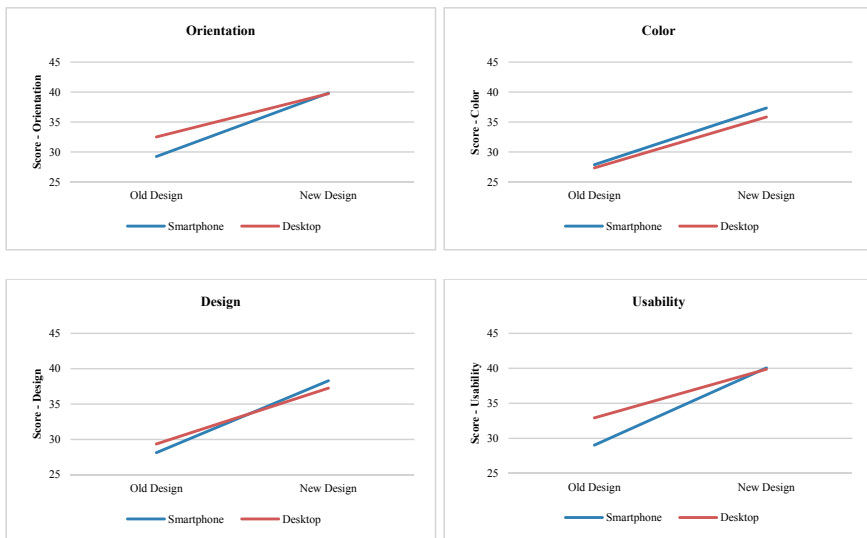 Orientation
45
40
35
30
25
Score - Orientation
Old Design New Design
Smartphone Desktop
Color
45
40
35
30
25
Score - Color
Old Design New Design
Smartphone Desktop
Design
45
40
35
30
25
Score - Design
Old Design New Design
Smartphone Desktop
Usability
45
40
35
30
25
Score - Usability
Old Design New Design
Smartphone Desktop